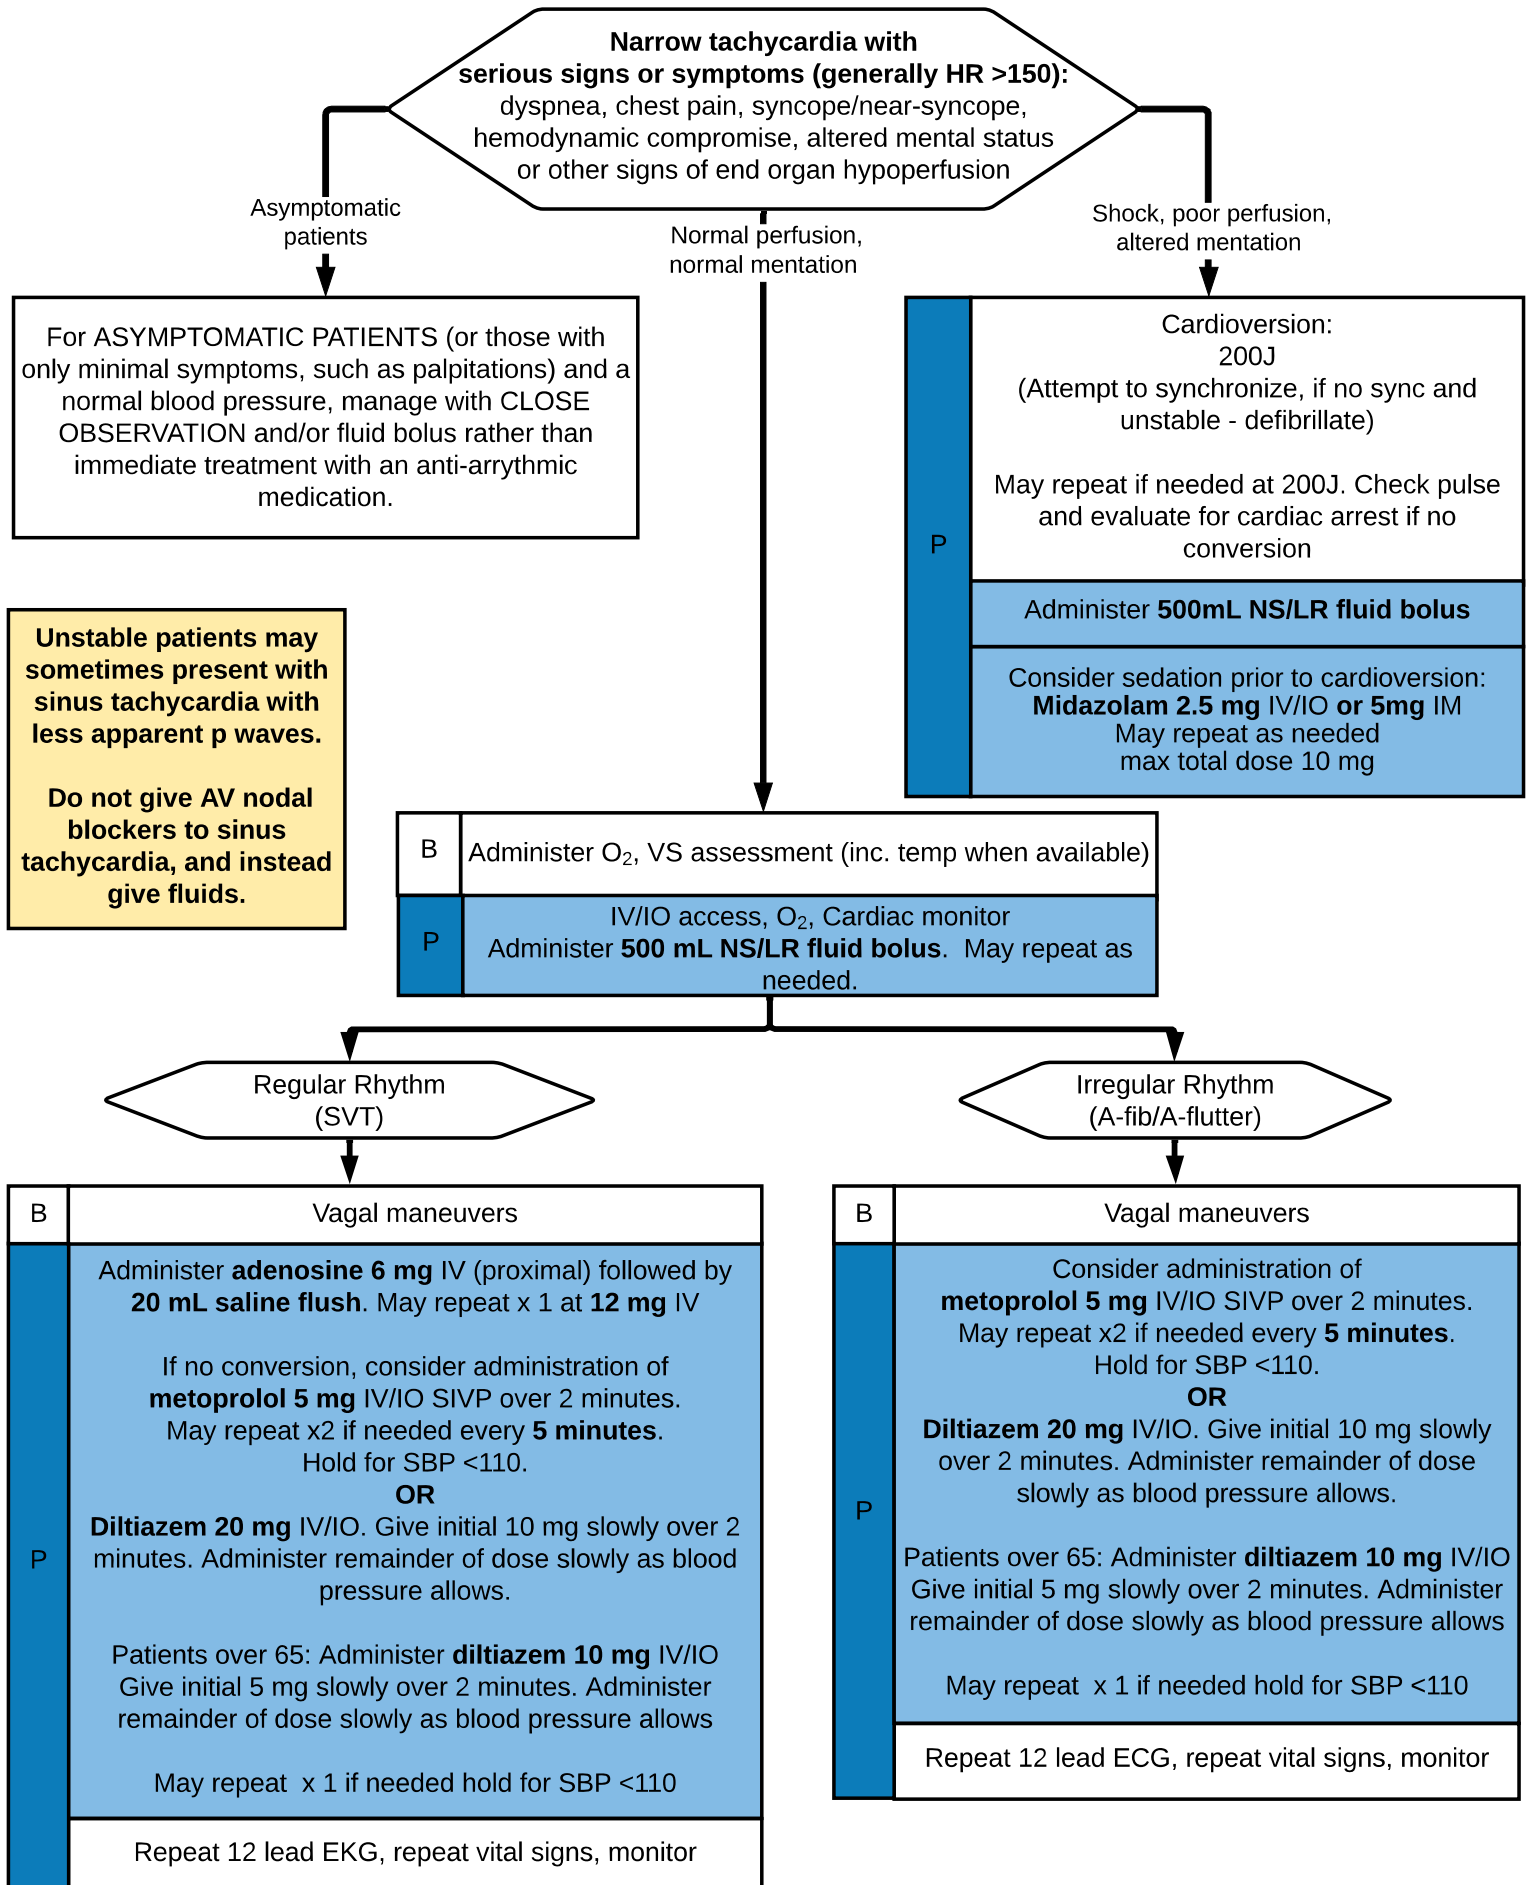 Narrow tachycardia with
serious signs or symptoms (generally HR >150):
dyspnea, chest pain, syncope/near-syncope,
hemodynamic compromise, altered mental status
or other signs of end organ hypoperfusion
Asymptomatic
patients
Normal perfusion,
normal mentation
Shock, poor perfusion,
altered mentation
For ASYMPTOMATIC PATIENTS (or those with
only minimal symptoms, such as palpitations) and a
normal blood pressure, manage with CLOSE
OBSERVATION and/or fluid bolus rather than
immediate treatment with an anti-arrythmic
medication.
P
Cardioversion:
200J
(Attempt to synchronize, if no sync and
unstable - defibrillate)
May repeat if needed at 200J. Check pulse
and evaluate for cardiac arrest if no
conversion
Administer 500mL NS/LR fluid bolus
Consider sedation prior to cardioversion:
Midazolam 2.5 mg IV/IO or 5mg IM
May repeat as needed
max total dose 10 mg
Unstable patients may
sometimes present with
sinus tachycardia with
less apparent p waves.
Do not give AV nodal
blockers to sinus
tachycardia, and instead
give fluids.
B
Administer O₂, VS assessment (inc. temp when available)
P
IV/IO access, O₂, Cardiac monitor
Administer 500 mL NS/LR fluid bolus.  May repeat as
needed.
Regular Rhythm
(SVT)
B
Vagal maneuvers
P
Administer adenosine 6 mg IV (proximal) followed by
20 mL saline flush. May repeat x 1 at 12 mg IV
If no conversion, consider administration of
metoprolol 5 mg IV/IO SIVP over 2 minutes.
May repeat x2 if needed every 5 minutes.
Hold for SBP <110.
OR
Diltiazem 20 mg IV/IO. Give initial 10 mg slowly over 2
minutes. Administer remainder of dose slowly as blood
pressure allows.
Patients over 65: Administer diltiazem 10 mg IV/IO
Give initial 5 mg slowly over 2 minutes. Administer
remainder of dose slowly as blood pressure allows
May repeat  x 1 if needed hold for SBP <110
Repeat 12 lead EKG, repeat vital signs, monitor
Irregular Rhythm
(A-fib/A-flutter)
B
Vagal maneuvers
P
Consider administration of
metoprolol 5 mg IV/IO SIVP over 2 minutes.
May repeat x2 if needed every 5 minutes.
Hold for SBP <110.
OR
Diltiazem 20 mg IV/IO. Give initial 10 mg slowly
over 2 minutes. Administer remainder of dose
slowly as blood pressure allows.
Patients over 65: Administer diltiazem 10 mg IV/IO
Give initial 5 mg slowly over 2 minutes. Administer
remainder of dose slowly as blood pressure allows
May repeat  x 1 if needed hold for SBP <110
Repeat 12 lead ECG, repeat vital signs, monitor